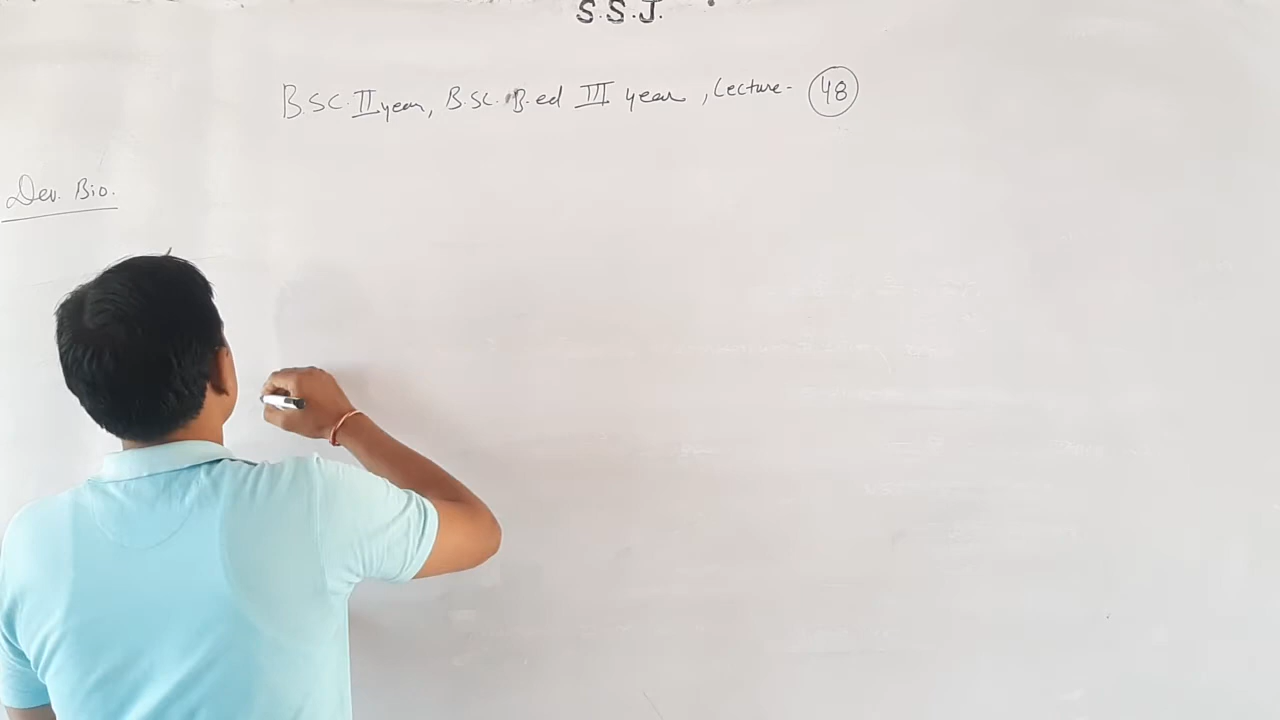 S.S.J.
B.SC. II year, B.SC. B.ed III year, Lecture- 48
Dev. Bio.